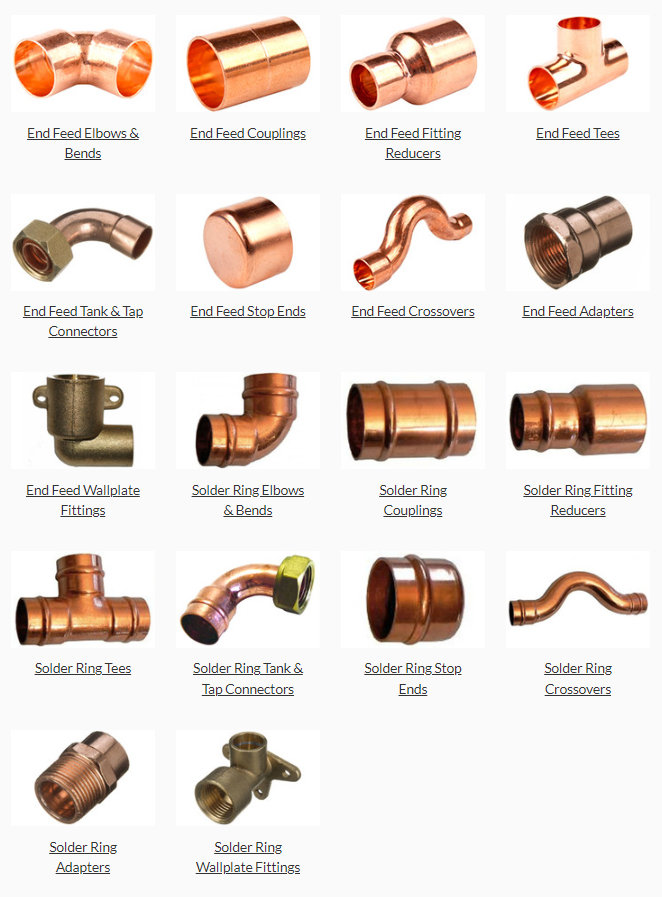 End Feed Elbows &
Bends
End Feed Couplings
End Feed Fitting
Reducers
End Feed Tees
End Feed Tank & Tap
Connectors
End Feed Stop Ends
End Feed Crossovers
End Feed Adapters
End Feed Wallplate
Fittings
Solder Ring Elbows
& Bends
Solder Ring
Couplings
Solder Ring Fitting
Reducers
Solder Ring Tees
Solder Ring Tank &
Tap Connectors
Solder Ring Stop
Ends
Solder Ring
Crossovers
Solder Ring
Adapters
Solder Ring
Wallplate Fittings